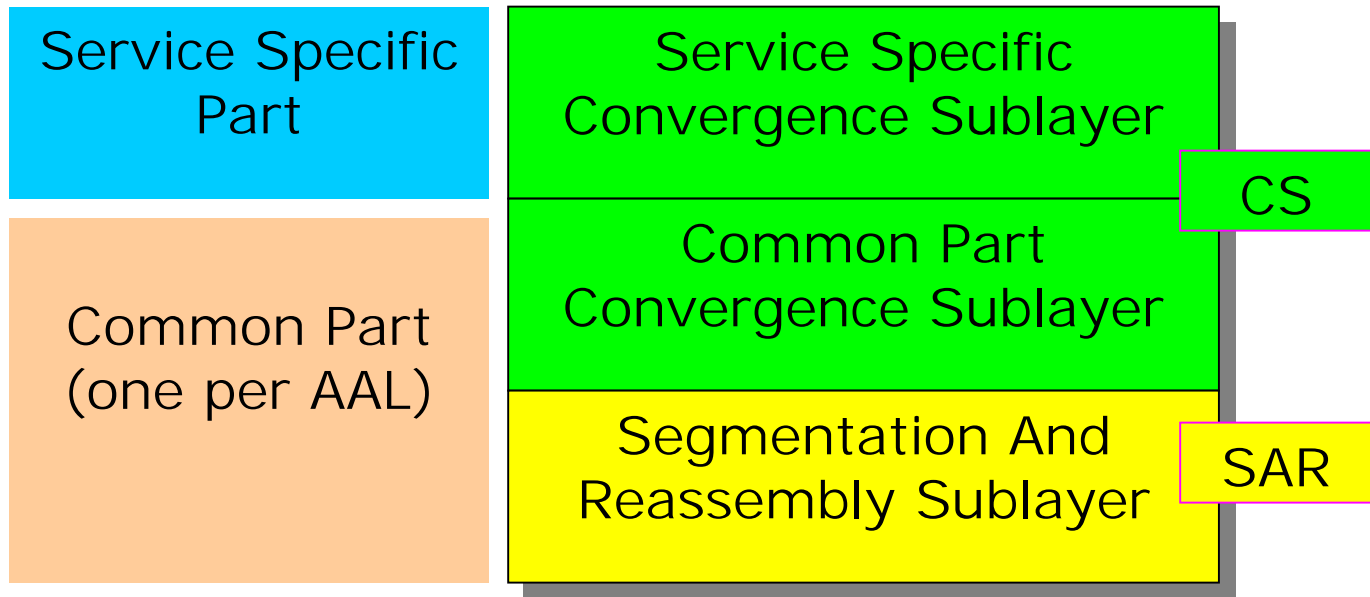 Service Specific
Part
Service Specific
Convergence Sublayer
CS
Common Part
Convergence Sublayer
Common Part
(one per AAL)
Segmentation And
Reassembly Sublayer
SAR